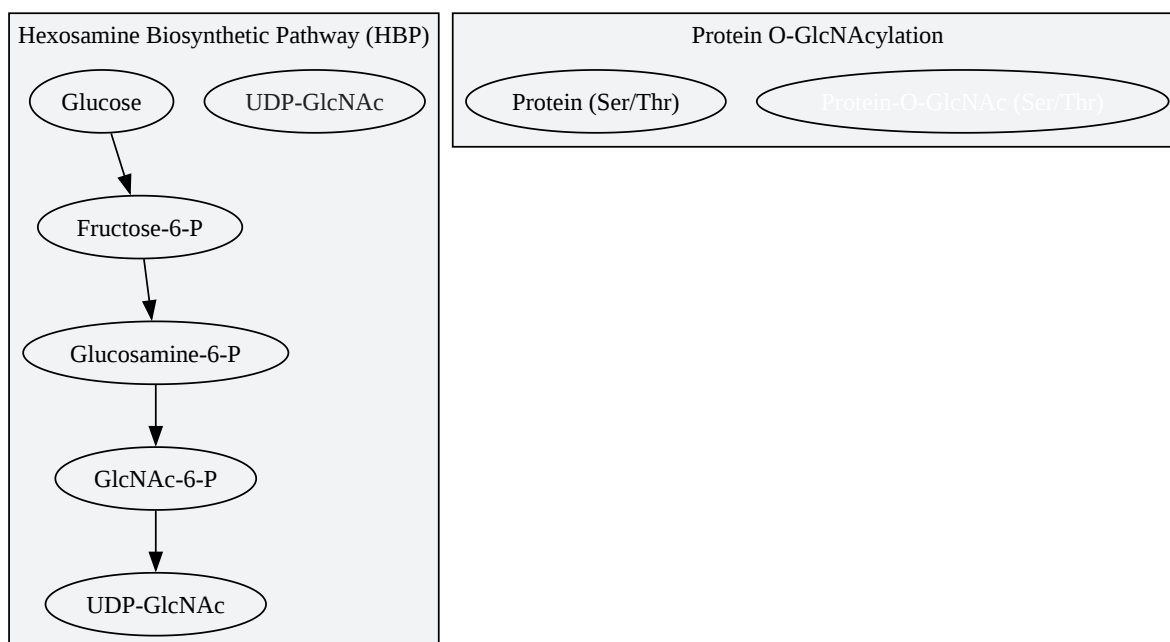 Hexosamine Biosynthetic Pathway (HBP)
Glucose
UDP-GlcNAc
Fructose-6-P
Glucosamine-6-P
GlcNAc-6-P
UDP-GlcNAc
Protein O-GlcNAcylation
Protein (Ser/Thr)
Protein-O-GlcNAc (Ser/Thr)